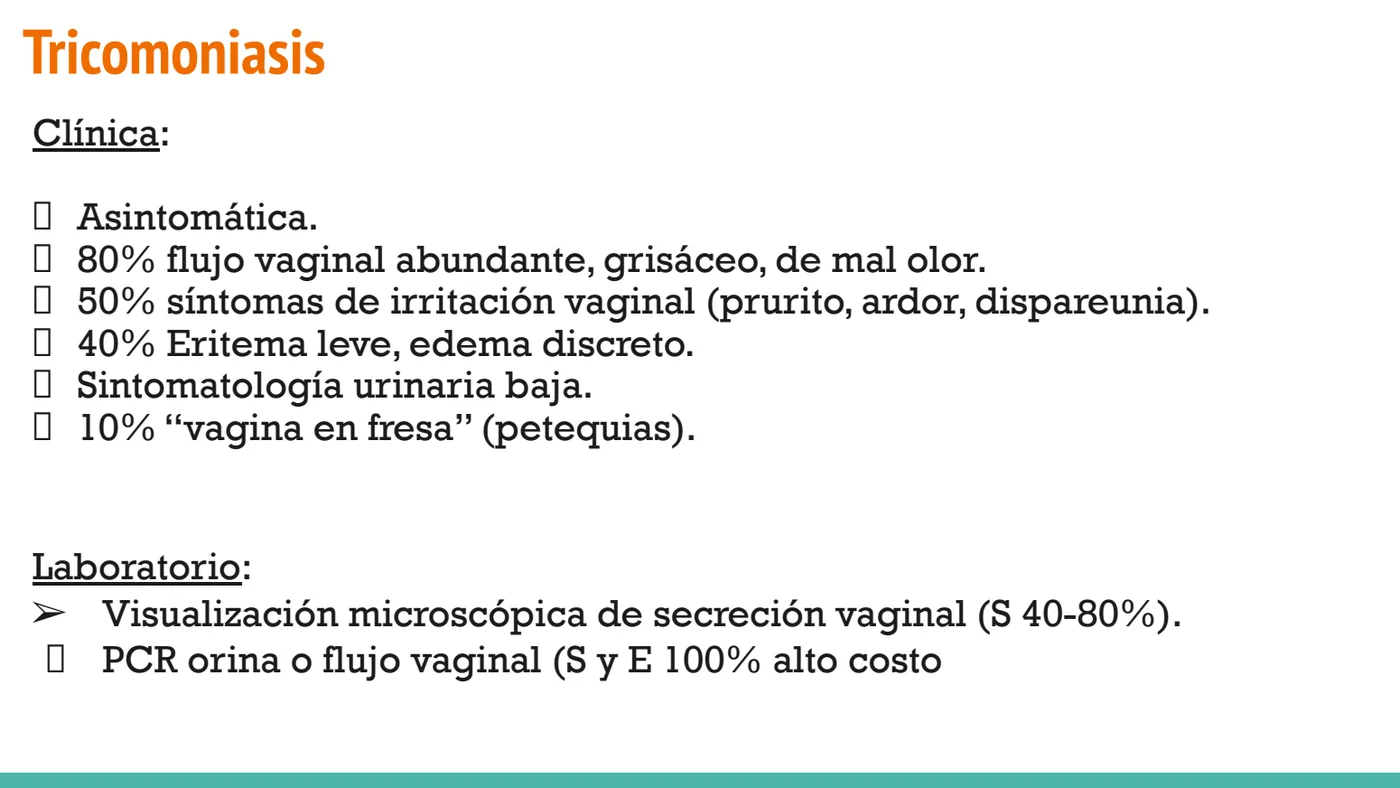 Tricomoniasis
Clínica:
Asintomática.
80% flujo vaginal abundante, grisáceo, de mal olor.
50% síntomas de irritación vaginal (prurito, ardor, dispareunia).
40% Eritema leve, edema discreto.
Sintomatología urinaria baja.
10% “vagina en fresa” (petequias).
Laboratorio:
➢ Visualización microscópica de secreción vaginal (S 40-80%).
PCR orina o flujo vaginal (S y E 100% alto costo